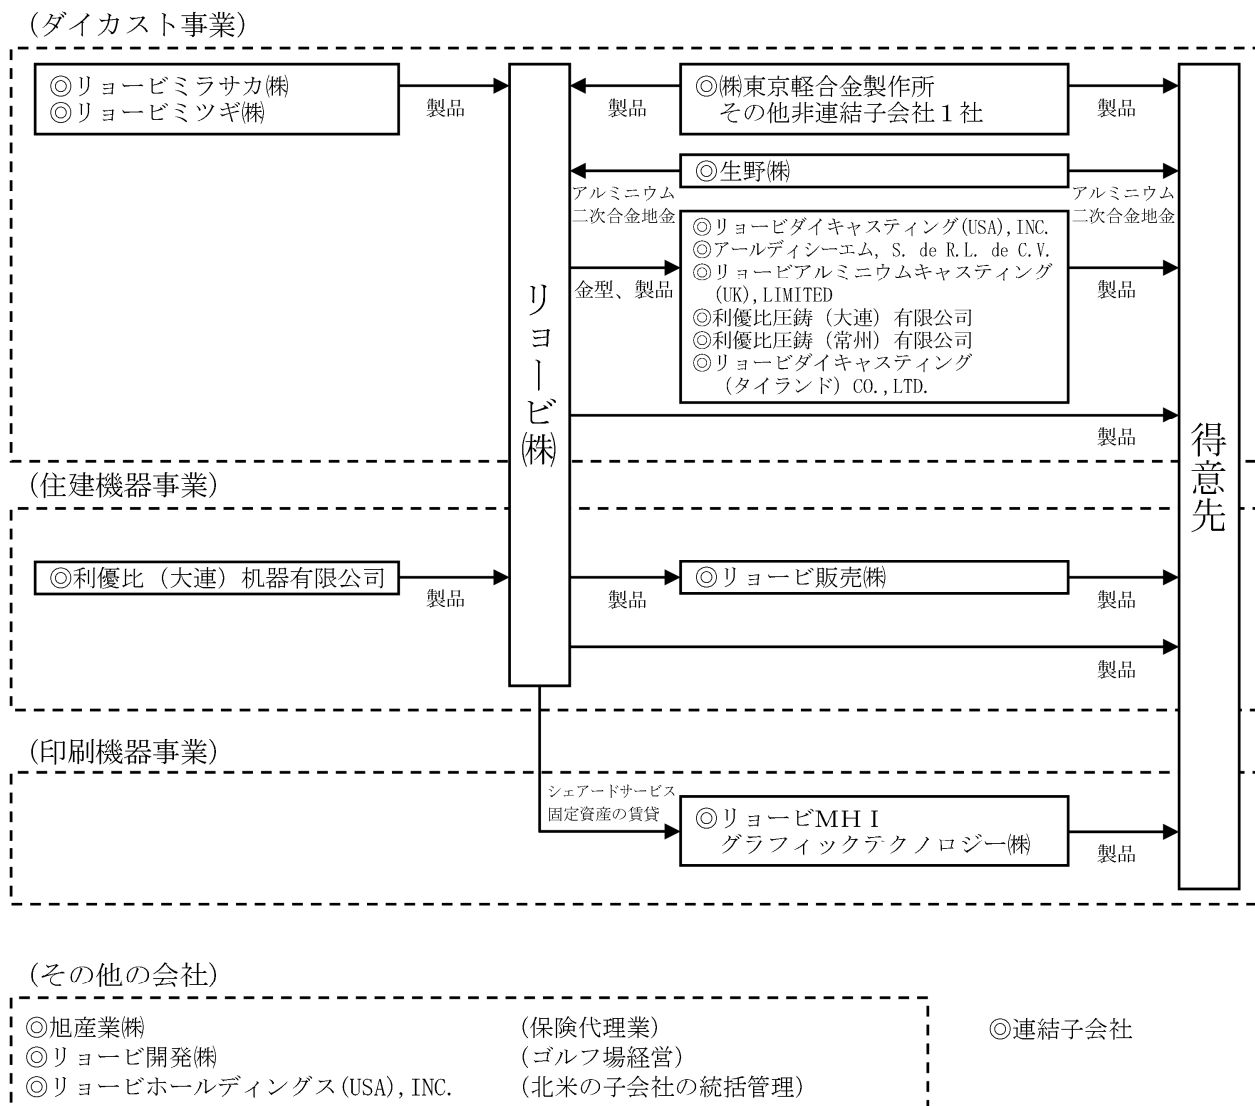 (ダイカスト事業)
◎リョービミラサカ㈱
◎リョービミツギ㈱
製品
製品
◎㈱東京軽合金製作所
その他非連結子会社１社
製品
◎生野㈱
アルミニウム
二次合金地金
アルミニウム
二次合金地金
金型、製品
◎リョービダイキャスティング(USA),INC.
◎アールディシーエム, S. de R.L. de C.V.
◎リョービアルミニウムキャスティング
(UK),LIMITED
◎利優比圧鋳（大連）有限公司
◎利優比圧鋳（常州）有限公司
◎リョービダイキャスティング
（タイランド）CO.,LTD.
製品
製品
リョービ㈱
得意先
(住建機器事業)
◎利優比（大連）机器有限公司
製品
製品
◎リョービ販売㈱
製品
製品
(印刷機器事業)
シェアードサービス
固定資産の賃貸
◎リョービＭＨＩ
グラフィックテクノロジー㈱
製品
(その他の会社)
◎旭産業㈱ (保険代理業)
◎リョービ開発㈱ (ゴルフ場経営)
◎リョービホールディングス(USA),INC. (北米の子会社の統括管理)
◎連結子会社